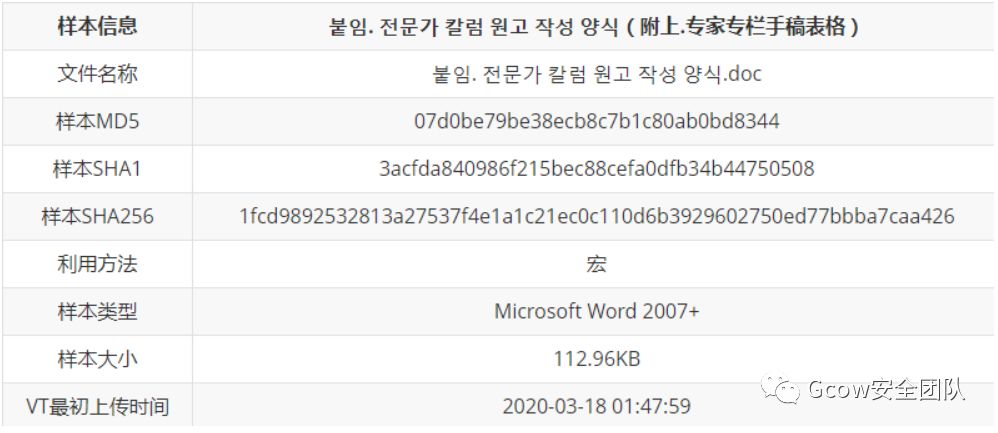 样本信息 붙임. 전문가 칼럼 원고 작성 양식 ( 附上.专家专栏手稿表格 )
文件名称 붙임. 전문가 칼럼 원고 작성 양식.doc
样本MD5 07d0be79be38ecb8c7b1c80ab0bd8344
样本SHA1 3acfda840986f215bec88cefa0dfb34b44750508
样本SHA256 1fcd9892532813a27537f4e1a1c21ec0c110d6b3929602750ed77bbba7caa426
利用方法 宏
样本类型 Microsoft Word 2007+
样本大小 112.96KB
VT最初上传时间 2020-03-18 01:47:59
Gcow安全团队